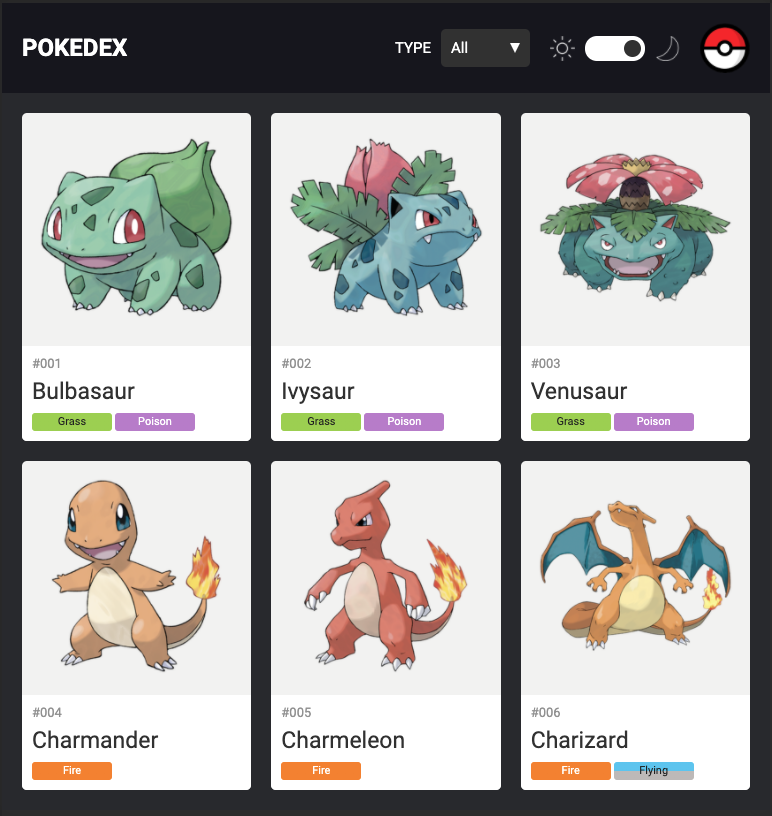 POKEDEX TYPE All
#001 #002 #003
Bulbasaur Ivysaur Venusaur
Grass Poison Grass Poison Grass Poison
#004 #005 #006
Charmander Charmeleon Charizard
Fire Fire Fire Flying